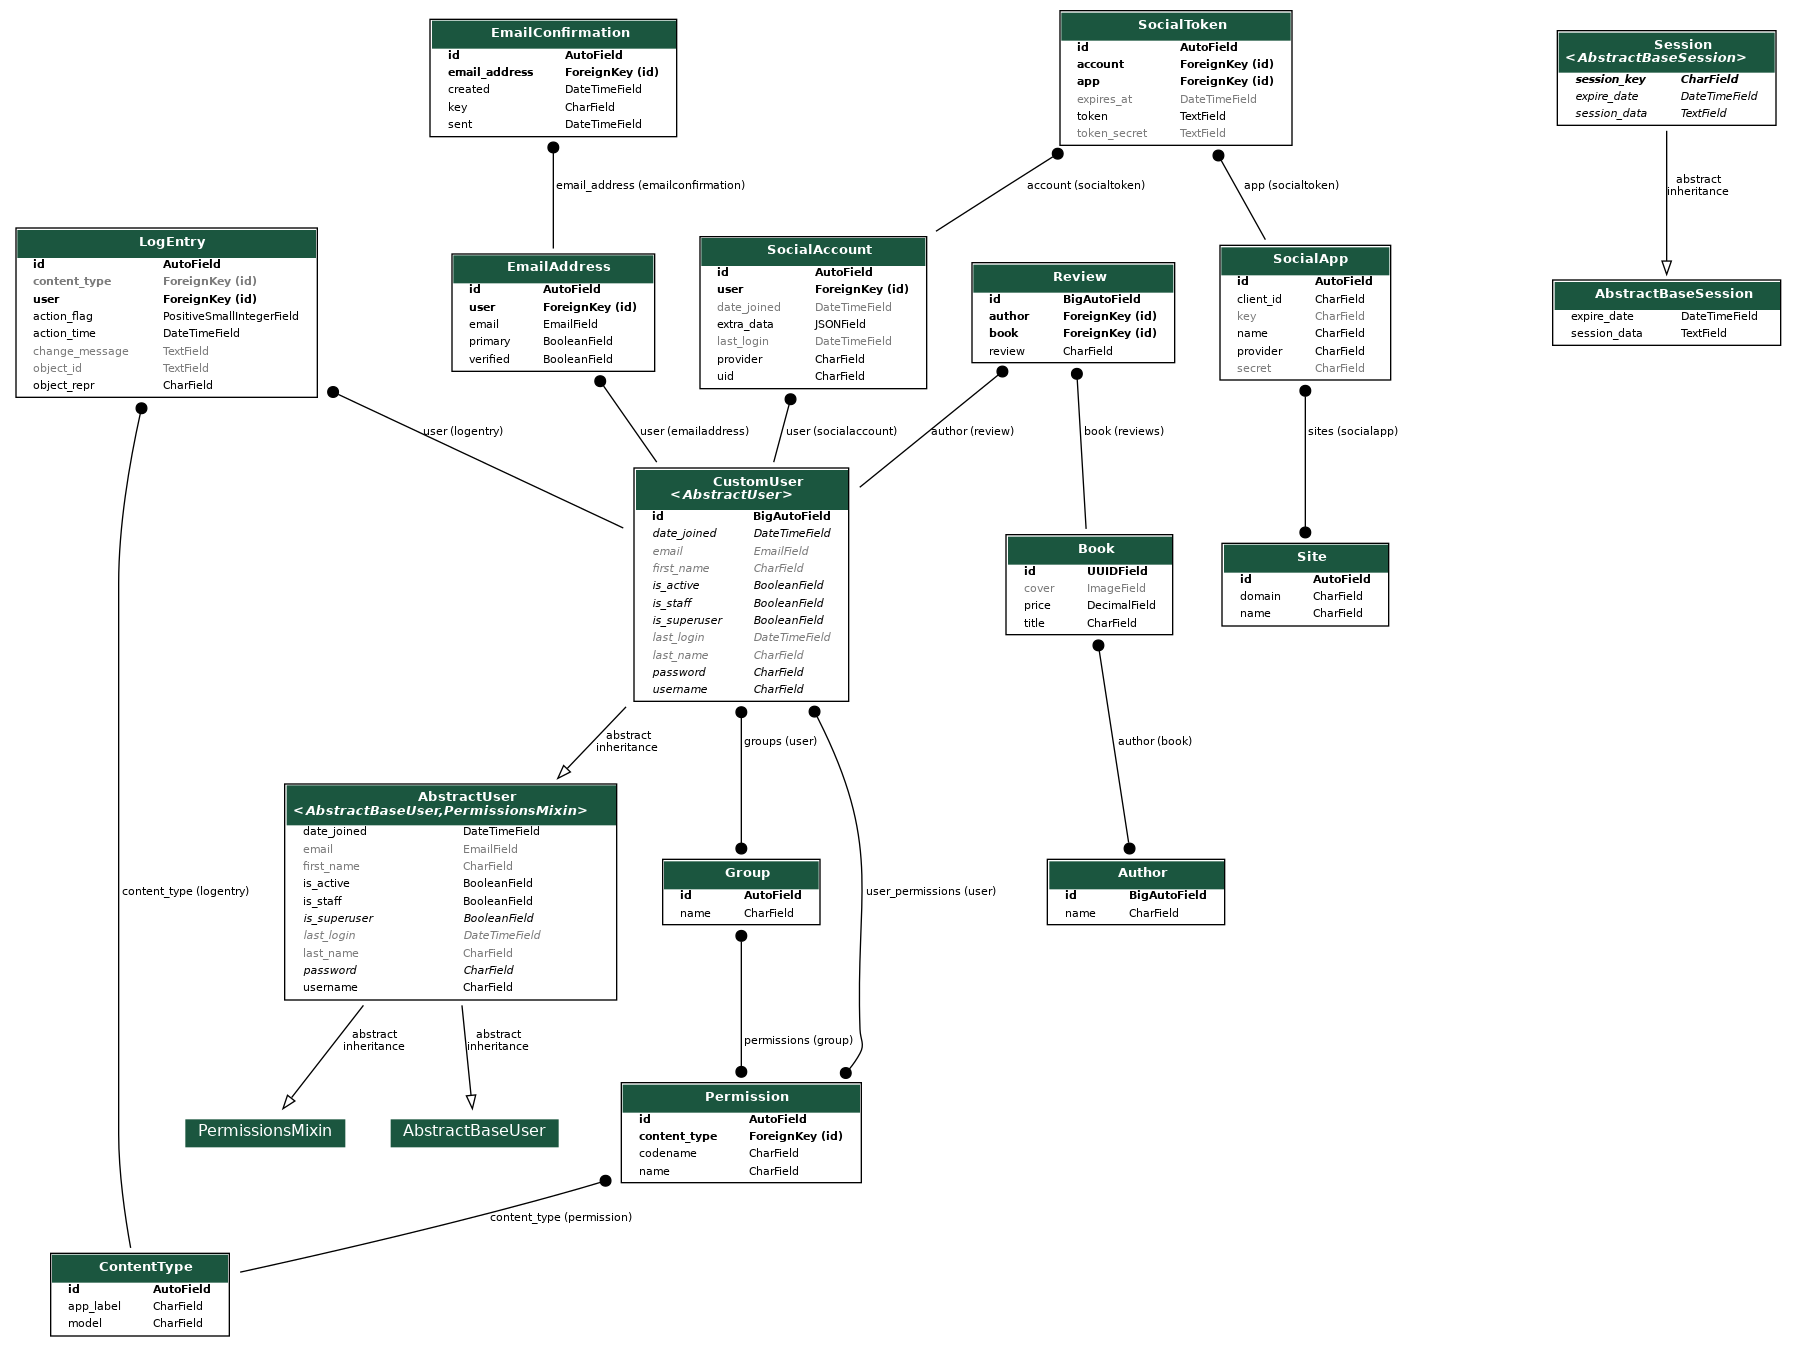 EmailConfirmation
id AutoField
email_address ForeignKey (id)
created DateTimeField
key CharField
sent DateTimeField
SocialToken
id AutoField
account ForeignKey (id)
app ForeignKey (id)
expires_at DateTimeField
token TextField
token_secret TextField
Session
<AbstractBaseSession>
session_key CharField
expire_date DateTimeField
session_data TextField
email_address (emailconfirmation)
account (socialtoken)
app (socialtoken)
abstract
inheritance
LogEntry
id AutoField
content_type ForeignKey (id)
user ForeignKey (id)
action_flag PositiveSmallIntegerField
action_time DateTimeField
change_message TextField
object_id TextField
object_repr CharField
EmailAddress
id AutoField
user ForeignKey (id)
email EmailField
primary BooleanField
verified BooleanField
SocialAccount
id AutoField
user ForeignKey (id)
date_joined DateTimeField
extra_data JSONField
last_login DateTimeField
provider CharField
uid CharField
Review
id BigAutoField
author ForeignKey (id)
book ForeignKey (id)
review CharField
SocialApp
id AutoField
client_id CharField
key CharField
name CharField
provider CharField
secret CharField
AbstractBaseSession
expire_date DateTimeField
session_data TextField
user (logentry)
user (emailaddress)
user (socialaccount)
author (review)
book (reviews)
sites (socialapp)
CustomUser
<AbstractUser>
id BigAutoField
date_joined DateTimeField
email EmailField
first_name CharField
is_active BooleanField
is_staff BooleanField
is_superuser BooleanField
last_login DateTimeField
last_name CharField
password CharField
username CharField
Book
id UUIDField
cover ImageField
price DecimalField
title CharField
Site
id AutoField
domain CharField
name CharField
abstract
inheritance
groups (user)
author (book)
AbstractUser
<AbstractBaseUser,PermissionsMixin>
date_joined DateTimeField
email EmailField
first_name CharField
is_active BooleanField
is_staff BooleanField
is_superuser BooleanField
last_login DateTimeField
last_name CharField
password CharField
username CharField
Group
id AutoField
name CharField
Author
id BigAutoField
name CharField
content_type (logentry)
user_permissions (user)
abstract
inheritance
abstract
inheritance
permissions (group)
PermissionsMixin
AbstractBaseUser
Permission
id AutoField
content_type ForeignKey (id)
codename CharField
name CharField
content_type (permission)
ContentType
id AutoField
app_label CharField
model CharField